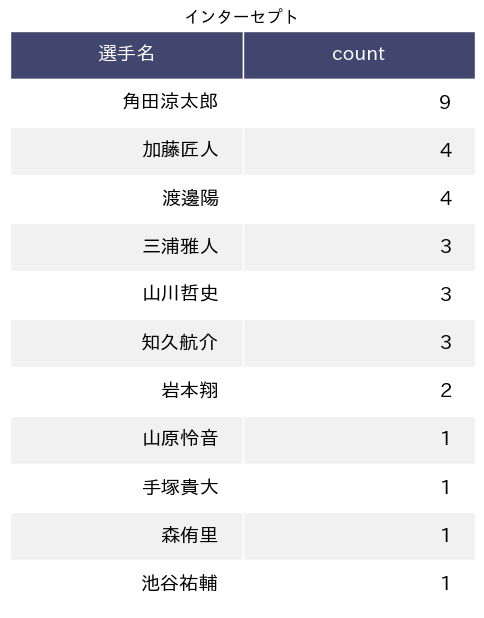 インターセプト
選手名 count
角田涼太郎 9
加藤匠人 4
渡邊陽 4
三浦雅人 3
山川哲史 3
知久航介 3
岩本翔 2
山原怜音 1
手塚貴大 1
森侑里 1
池谷祐輔 1